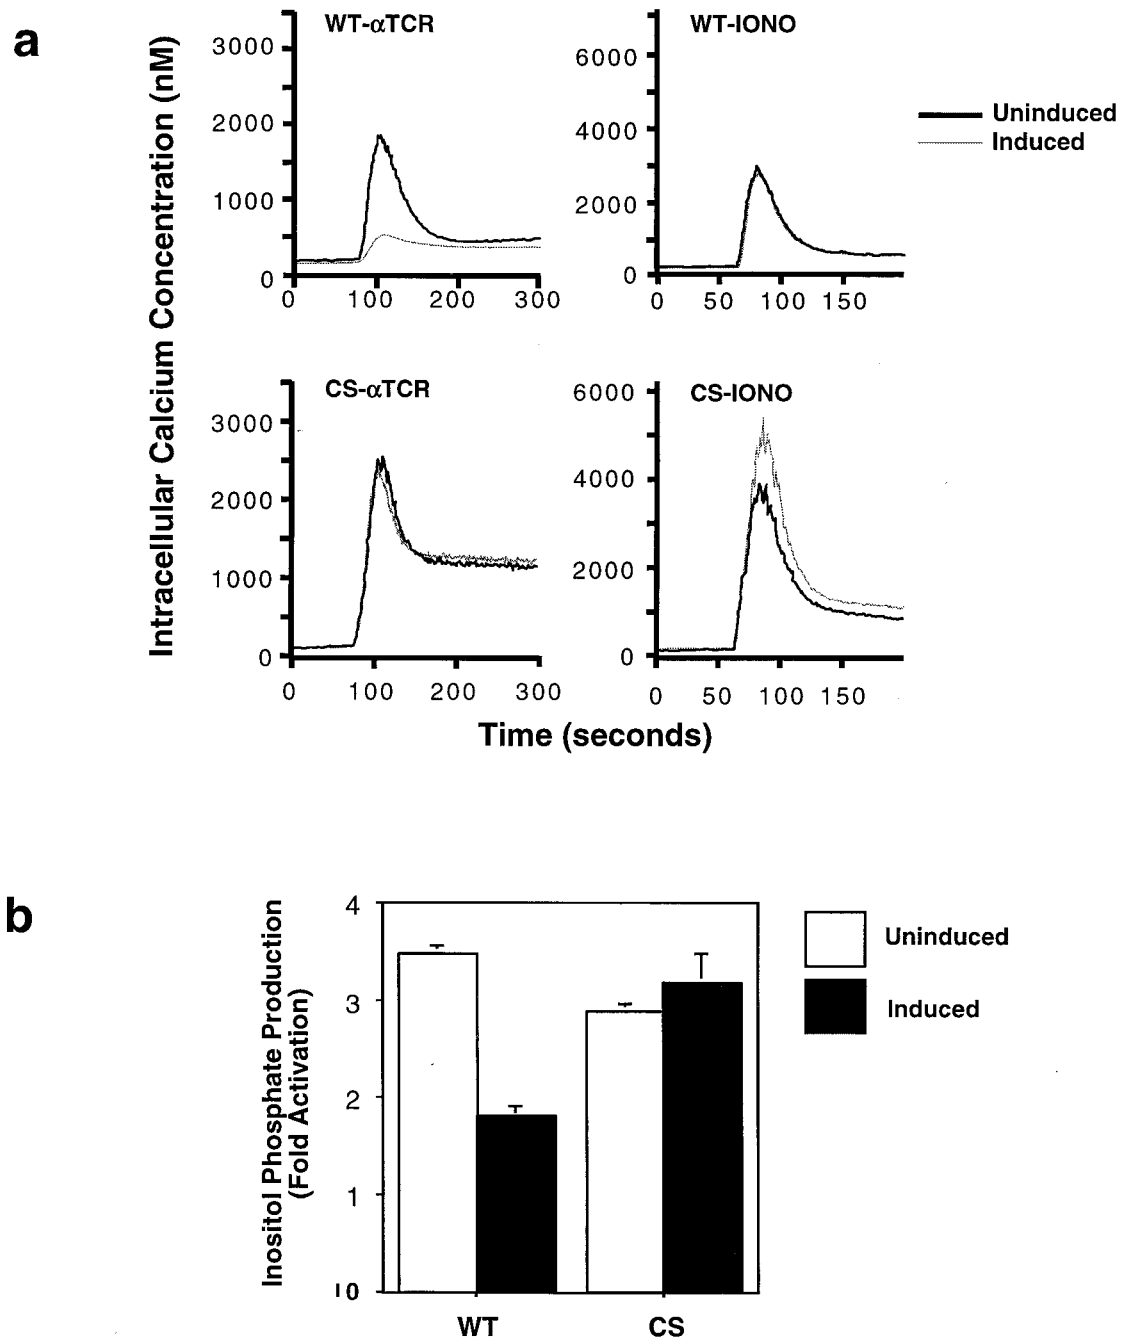 a
Intracellular Calcium Concentration (nM)
WT-αTCR
3000
2000
1000
0
0 100 200 300
WT-IONO
6000
4000
2000
0
0 50 100 150
Uninduced
Induced
CS-αTCR
3000
2000
1000
0
0 100 200 300
CS-IONO
6000
4000
2000
0
0 50 100 150
Time (seconds)
b
Inositol Phosphate Production
(Fold Activation)
4
3
2
1
0
WT CS
Uninduced
Induced